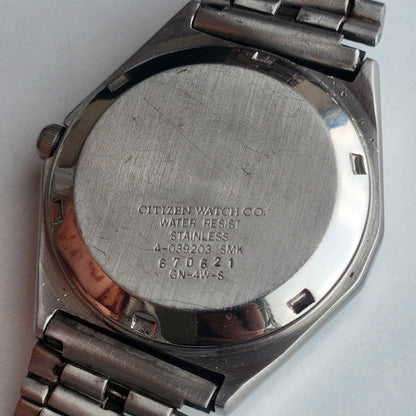 CITIZEN WATCH CO.
WATER RESIST
STAINLESS
4-039203 SMK
670621
GN-4W-S